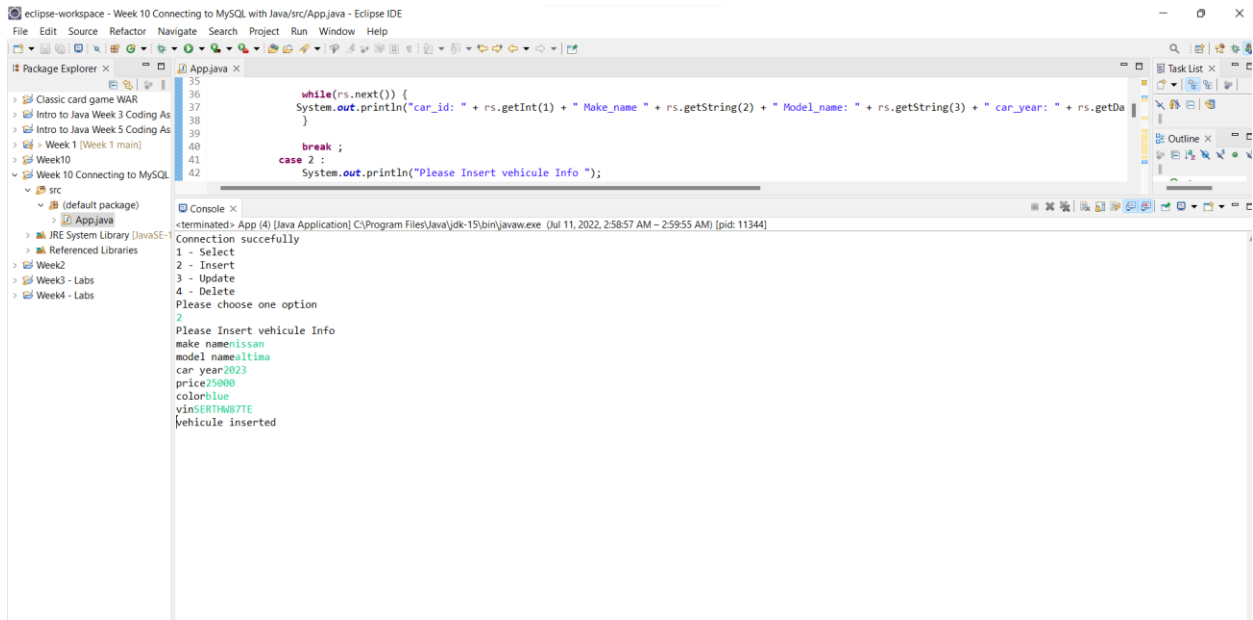 eclipse-workspace - Week 10 Connecting to MySQL with Java/src/App.java - Eclipse IDE
File Edit Source Refactor Navigate Search Project Run Window Help
Package Explorer
Classic card game WAR
Intro to Java Week 3 Coding As
Intro to Java Week 5 Coding As
> Week 1 [Week 1 main]
Week10
Week 10 Connecting to MySQL
src
(default package)
App.java
JRE System Library [JavaSE-1
Referenced Libraries
Week2
Week3 - Labs
Week4 - Labs
App.java
35
36 while(rs.next()) {
37 System.out.println("car_id: " + rs.getInt(1) + " Make_name " + rs.getString(2) + " Model_name: " + rs.getString(3) + " car_year: " + rs.getDa
38 }
39
40 break ;
41 case 2 :
42 System.out.println("Please Insert vehicule Info ");
Console
<terminated> App (4) [Java Application] C:\Program Files\Java\jdk-15\bin\javaw.exe (Jul 11, 2022, 2:58:57 AM – 2:59:55 AM) [pid: 11344]
Connection succefully
1 - Select
2 - Insert
3 - Update
4 - Delete
Please choose one option
2
Please Insert vehicule Info
make namenissan
model namealtima
car year2023
price25000
colorblue
vinSERTHW87TE
vehicule inserted
Task List
Outline